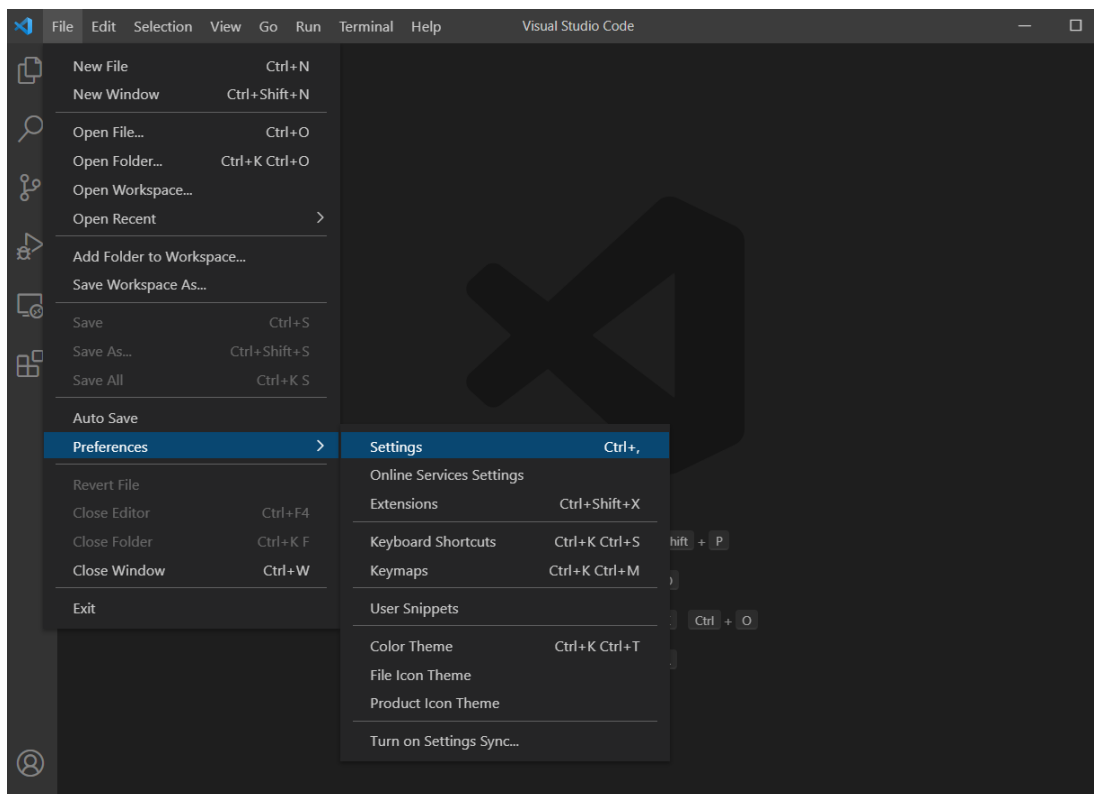 File Edit Selection View Go Run Terminal Help Visual Studio Code
New File Ctrl+N
New Window Ctrl+Shift+N
Open File... Ctrl+O
Open Folder... Ctrl+K Ctrl+O
Open Workspace...
Open Recent
Add Folder to Workspace...
Save Workspace As...
Save Ctrl+S
Save As... Ctrl+Shift+S
Save All Ctrl+K S
Auto Save
Preferences
Revert File
Close Editor Ctrl+F4
Close Folder Ctrl+K F
Close Window Ctrl+W
Exit
Settings Ctrl+,
Online Services Settings
Extensions Ctrl+Shift+X
Keyboard Shortcuts Ctrl+K Ctrl+S
Keymaps Ctrl+K Ctrl+M
User Snippets
Color Theme Ctrl+K Ctrl+T
File Icon Theme
Product Icon Theme
Turn on Settings Sync...
hift + P
Ctrl + O